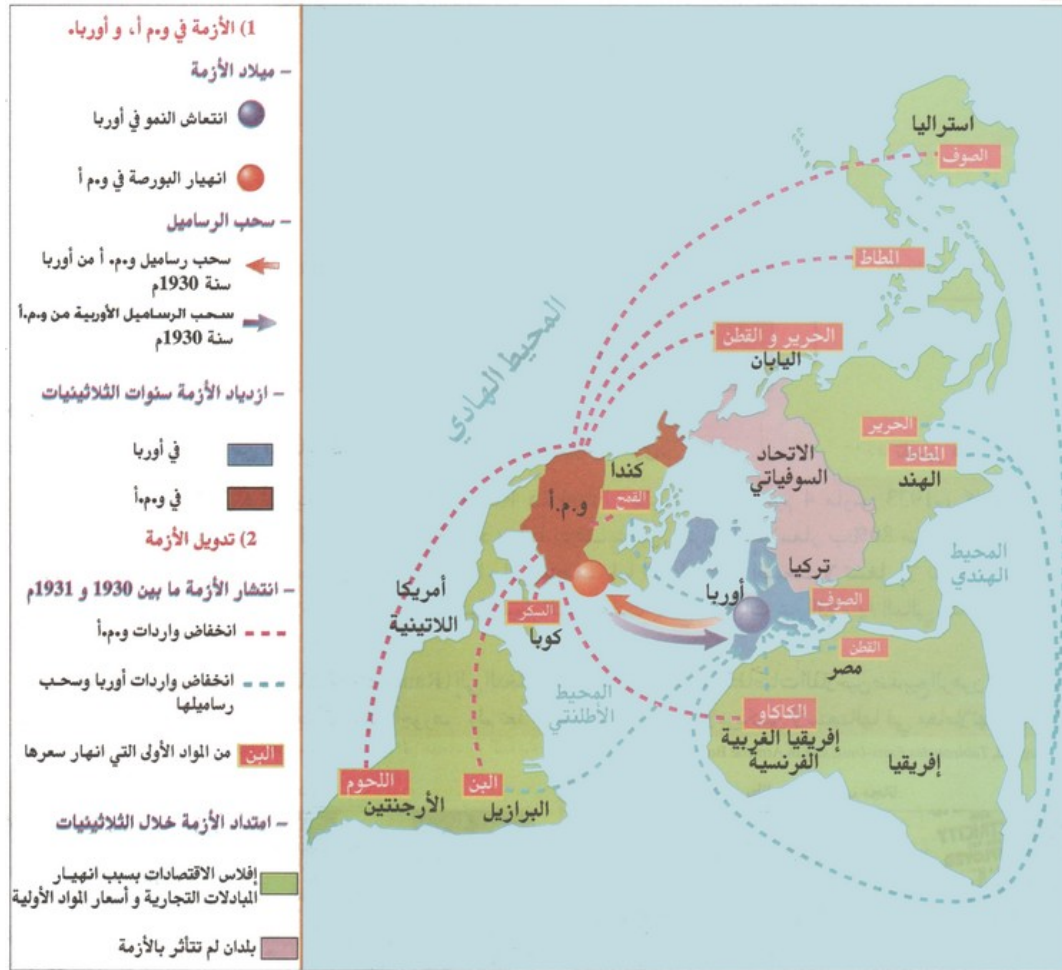 1) الأزمة في و.م أ، و أوربا.
- ميلاد الأزمة
انتعاش النمو في أوربا
انهيار البورصة في و.م أ
- سحب الرساميل
سحب رساميل و.م. أ من أوربا
سنة 1930م
سحب الرساميل الأوربية من و.م.أ
سنة 1930م
- ازدياد الأزمة سنوات الثلاثينيات
في أوربا
في و.م.أ
2) تدويل الأزمة
- انتشار الأزمة ما بين 1930 و 1931م
انخفاض واردات و.م.أ
انخفاض واردات أوربا وسحب
رساميلها
البن
من المواد الأولى التي انهار سعرها
- امتداد الأزمة خلال الثلاثينيات
إفلاس الاقتصادات بسبب انهيار
المبادلات التجارية و أسعار المواد الأولية
بلدان لم تتأثر بالأزمة
استراليا
الصوف
المطاط
المحيط الهادي
الحرير و القطن
اليابان
الحرير
المطاط
الهند
الاتحاد
السوفياتي
كندا
القمح
و.م.أ
المحيط
الهندي
تركيا
الصوف
أوربا
أمريكا
اللاتينية
السكر
كوبا
القطن
مصر
المحيط
الأطلنتي
الكاكاو
إفريقيا الغربية
الفرنسية
إفريقيا
اللحوم
الأرجنتين
البن
البرازيل